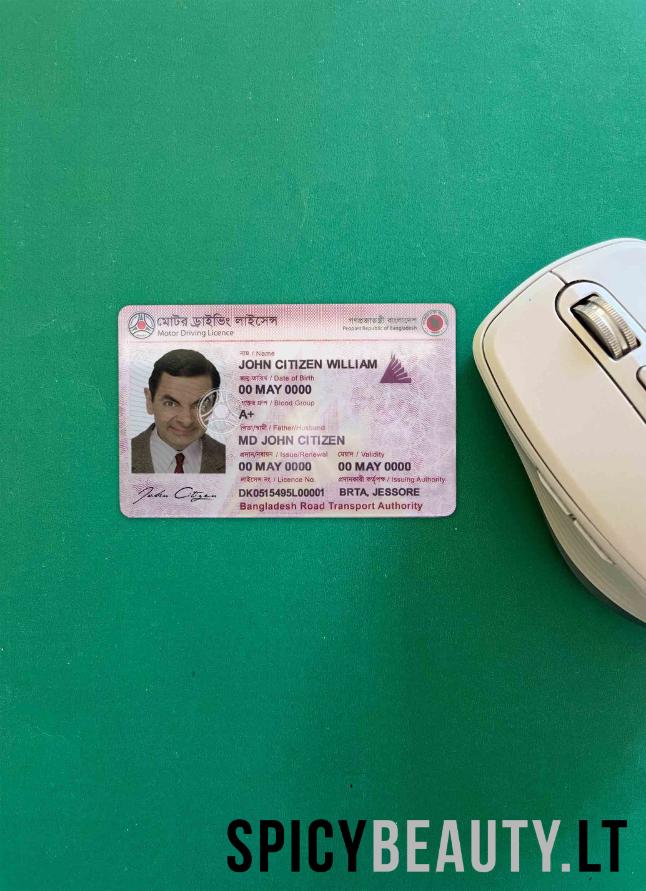 মোটর ড্রাইভিং লাইসেন্স
Motor Driving Licence
গণপ্রজাতন্ত্রী বাংলাদেশ
Peoples Republic of Bangladesh
নাম / Name
JOHN CITIZEN WILLIAM
জন্ম তারিখ / Date of Birth
00 MAY 0000
রক্তের গ্রুপ / Blood Group
A+
পিতা/স্বামী / Father/Husband
MD JOHN CITIZEN
প্রদান/নবায়ন / Issue/Renewal মেয়াদ / Validity
00 MAY 0000 00 MAY 0000
লাইসেন্স নং / Licence No. প্রদানকারী কর্তৃপক্ষ / Issuing Authority
DK0515495L00001 BRTA, JESSORE
Bangladesh Road Transport Authority
John Citizen
SPICYBEAUTY.LT